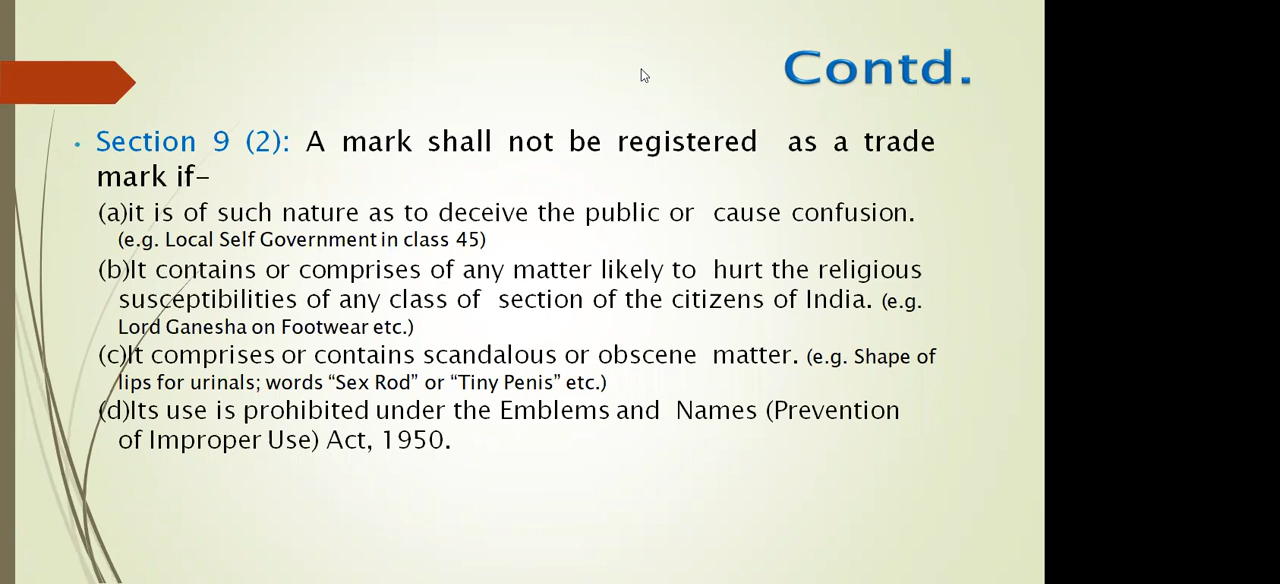 Contd.
• Section 9 (2): A mark shall not be registered as a trade
mark if–
(a)it is of such nature as to deceive the public or cause confusion.
(e.g. Local Self Government in class 45)
(b)It contains or comprises of any matter likely to hurt the religious
susceptibilities of any class of section of the citizens of India. (e.g.
Lord Ganesha on Footwear etc.)
(c)It comprises or contains scandalous or obscene matter. (e.g. Shape of
lips for urinals; words “Sex Rod” or “Tiny Penis” etc.)
(d)Its use is prohibited under the Emblems and Names (Prevention
of Improper Use) Act, 1950.